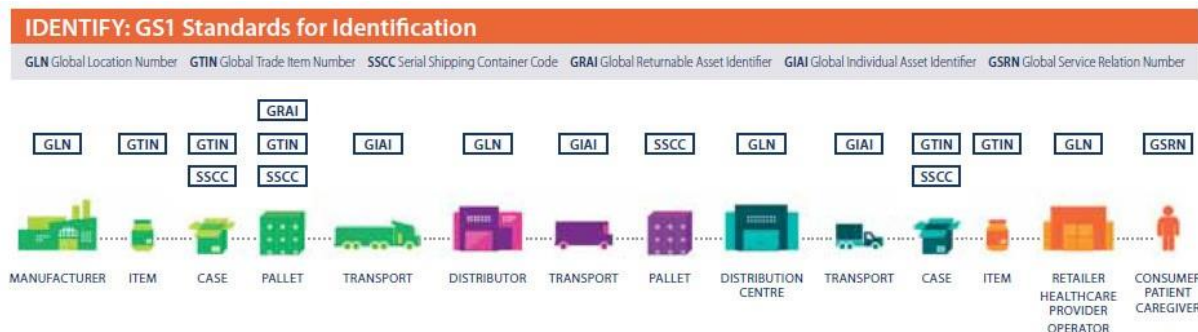 IDENTIFY: GS1 Standards for Identification
GLN Global Location Number GTIN Global Trade Item Number SSCC Serial Shipping Container Code GRAI Global Returnable Asset Identifier GIAI Global Individual Asset Identifier GSRN Global Service Relation Number
GRAI
GLN GTIN GTIN GTIN GIAI GLN GIAI SSCC GLN GIAI GTIN GTIN GLN GSRN
SSCC SSCC SSCC
MANUFACTURER ITEM CASE PALLET TRANSPORT DISTRIBUTOR TRANSPORT PALLET DISTRIBUTION TRANSPORT CASE ITEM RETAILER CONSUMER
CENTRE HEALTHCARE PATIENT
PROVIDER CAREGIVER
OPERATOR